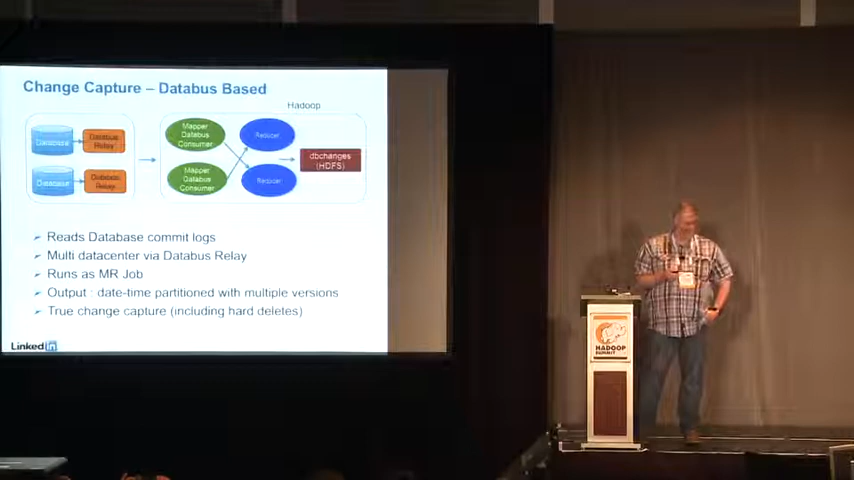 Change Capture – Databus Based
Hadoop
Database
Databus
Relay
Mapper
Databus
Consumer
Reducer
dbchanges
(HDFS)
Database
Databus
Relay
Mapper
Databus
Consumer
Reducer
Reads Database commit logs
Multi datacenter via Databus Relay
Runs as MR Job
Output : date-time partitioned with multiple versions
True change capture (including hard deletes)
LinkedIn
HADOOP
SUMMIT